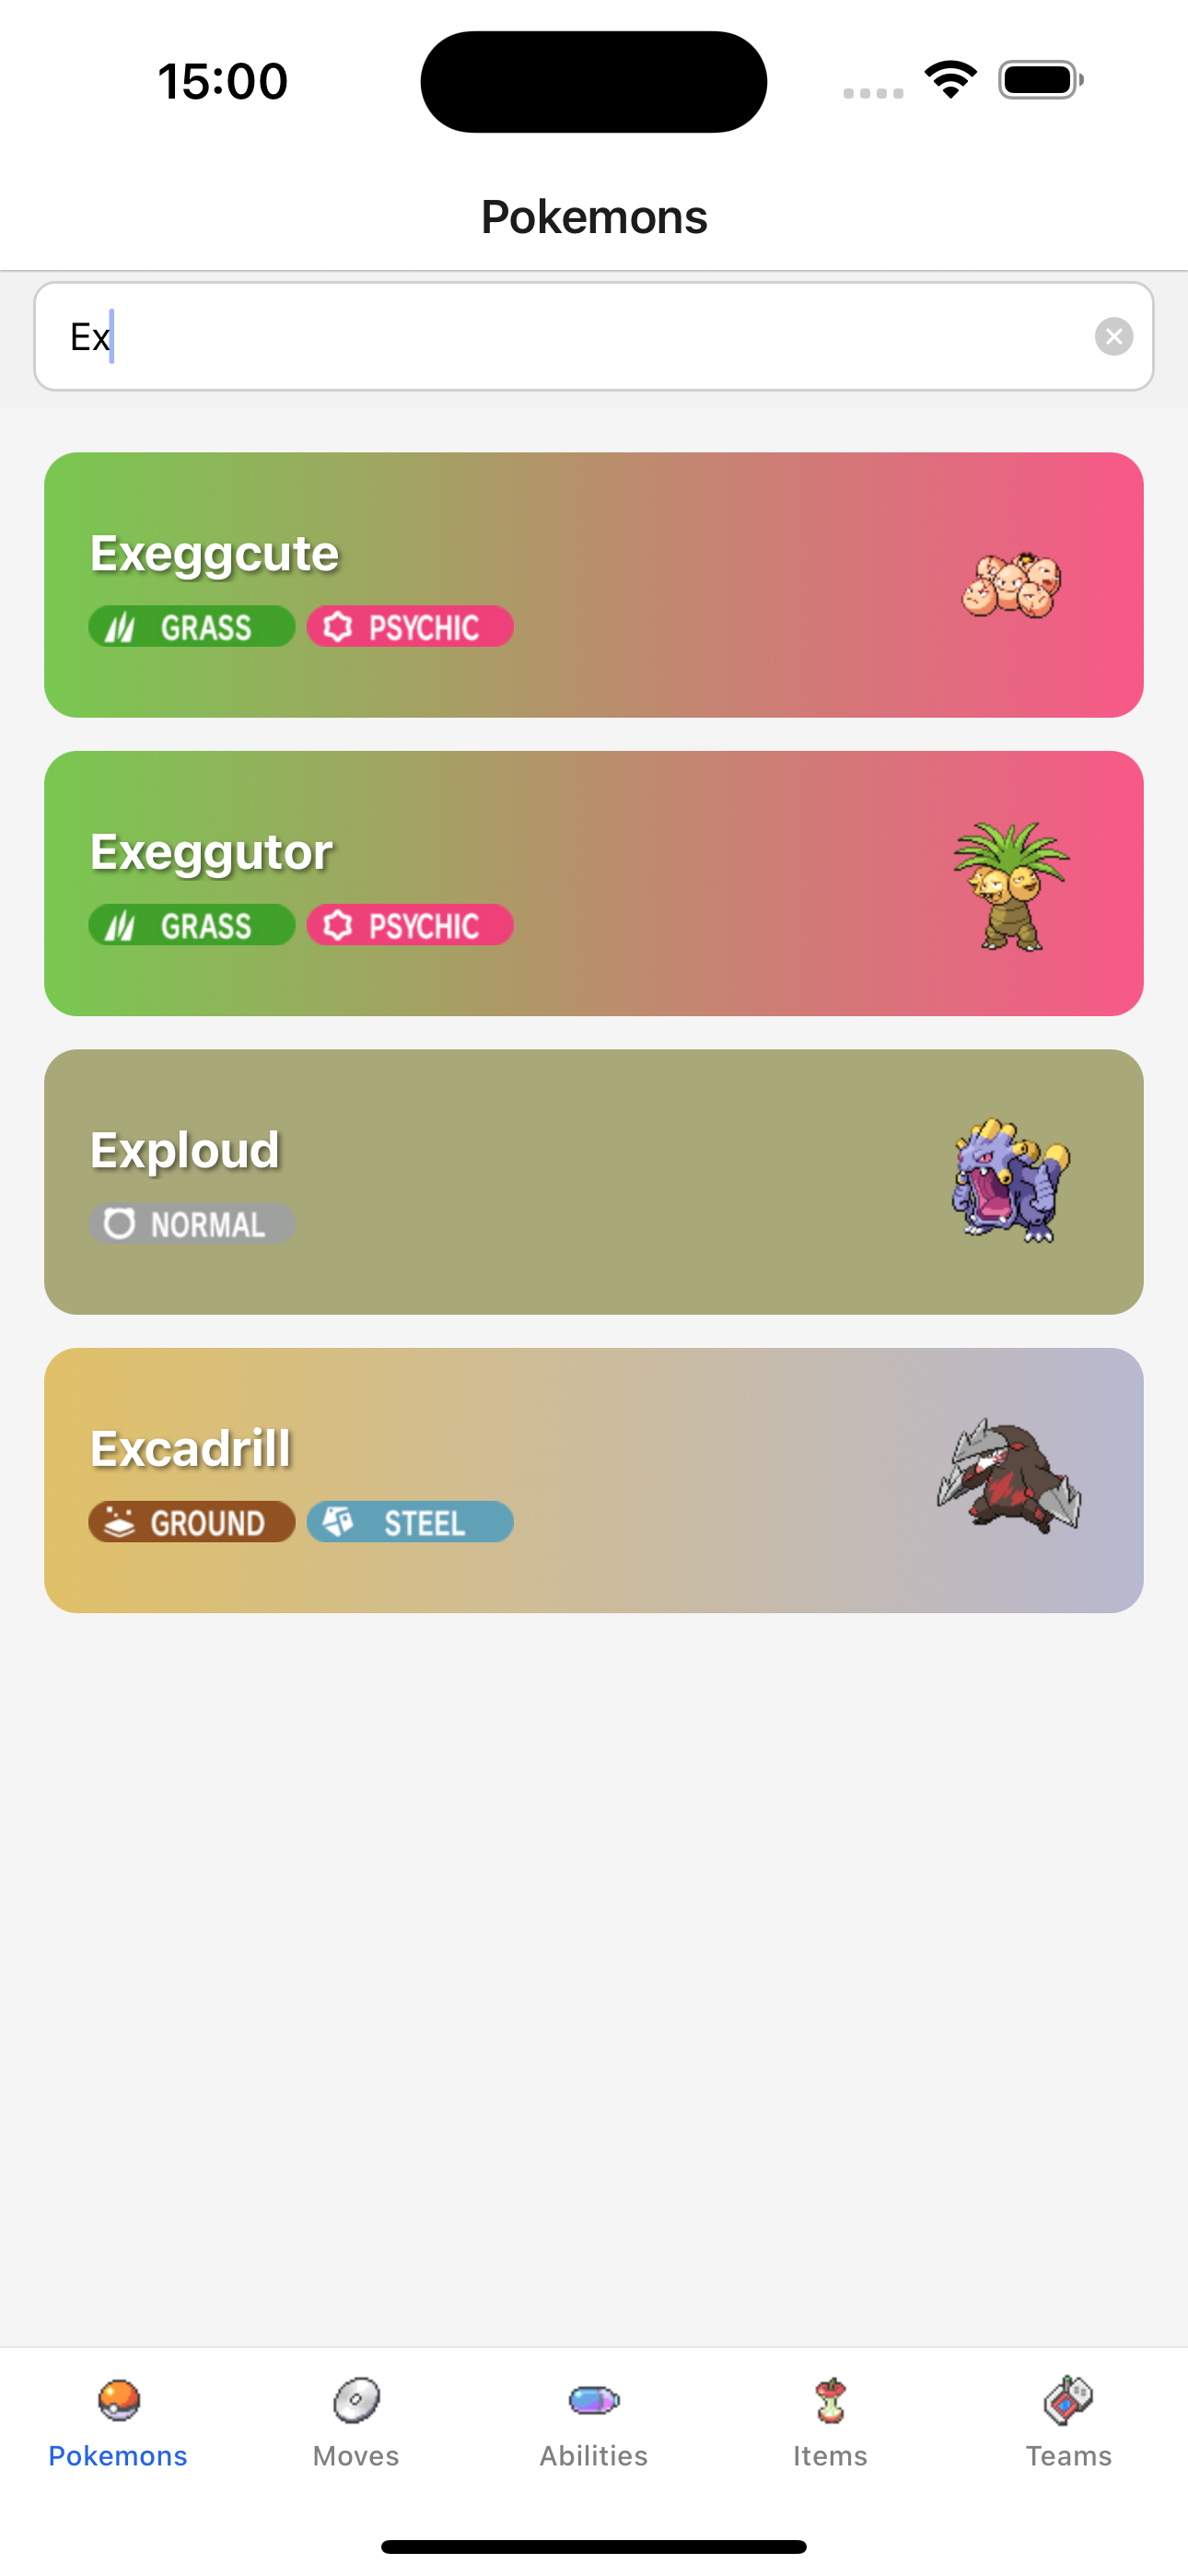 15:00
Pokemons
Ex
Exeggcute
GRASS PSYCHIC
Exeggutor
GRASS PSYCHIC
Exploud
NORMAL
Excadrill
GROUND STEEL
Pokemons Moves Abilities Items Teams